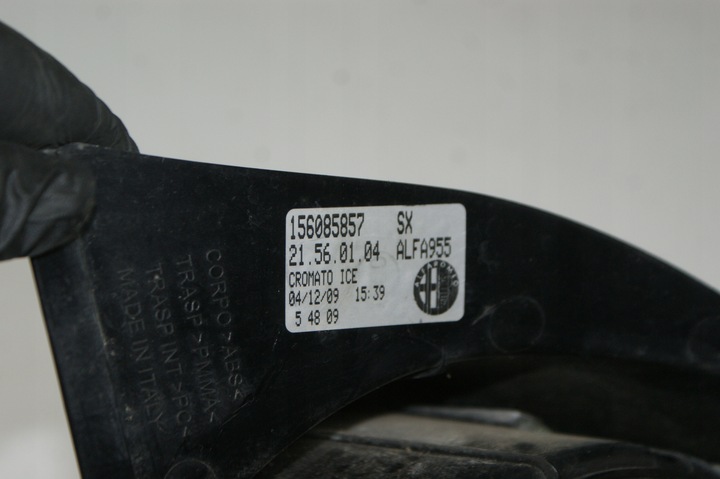 156085857 SX
21.56.01.04 ALFA955
CROMATO ICE
04/12/09 15:39
5 48 09
CORPO >ABS<
TRASP >PMMA<
TRASP INT >PC<
MADE IN ITALY